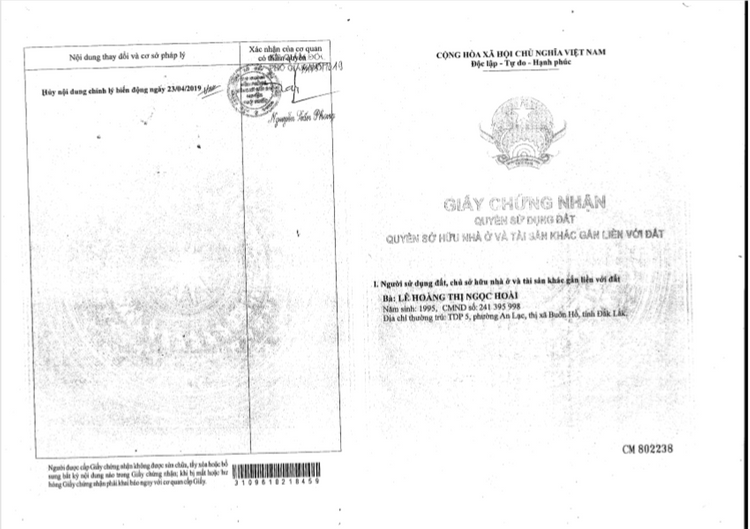 Nội dung thay đổi và cơ sở pháp lý
Xác nhận của cơ quan
có thẩm quyền
Hủy nội dung chỉnh lý biến động ngày 23/04/2019
Nguyễn Trần Phung
Người được cấp Giấy chứng nhận không được sửa chữa, tẩy xóa hoặc bổ
sung bất kỳ nội dung nào trong Giấy chứng nhận; khi bị mất hoặc hư
hỏng Giấy chứng nhận phải khai báo ngay với cơ quan cấp Giấy.
3109618218459
CỘNG HÒA XÃ HỘI CHỦ NGHĨA VIỆT NAM
Độc lập - Tự do - Hạnh phúc
GIẤY CHỨNG NHẬN
QUYỀN SỬ DỤNG ĐẤT
QUYỀN SỞ HỮU NHÀ Ở VÀ TÀI SẢN KHÁC GẮN LIỀN VỚI ĐẤT
I. Người sử dụng đất, chủ sở hữu nhà ở và tài sản khác gắn liền với đất
Bà: LÊ HOÀNG THỊ NGỌC HOÀI
Năm sinh: 1995, CMND số: 241 395 998
Địa chỉ thường trú: TDP 5, phường An Lạc, thị xã Buôn Hồ, tỉnh Đắk Lắk.
CM 802238